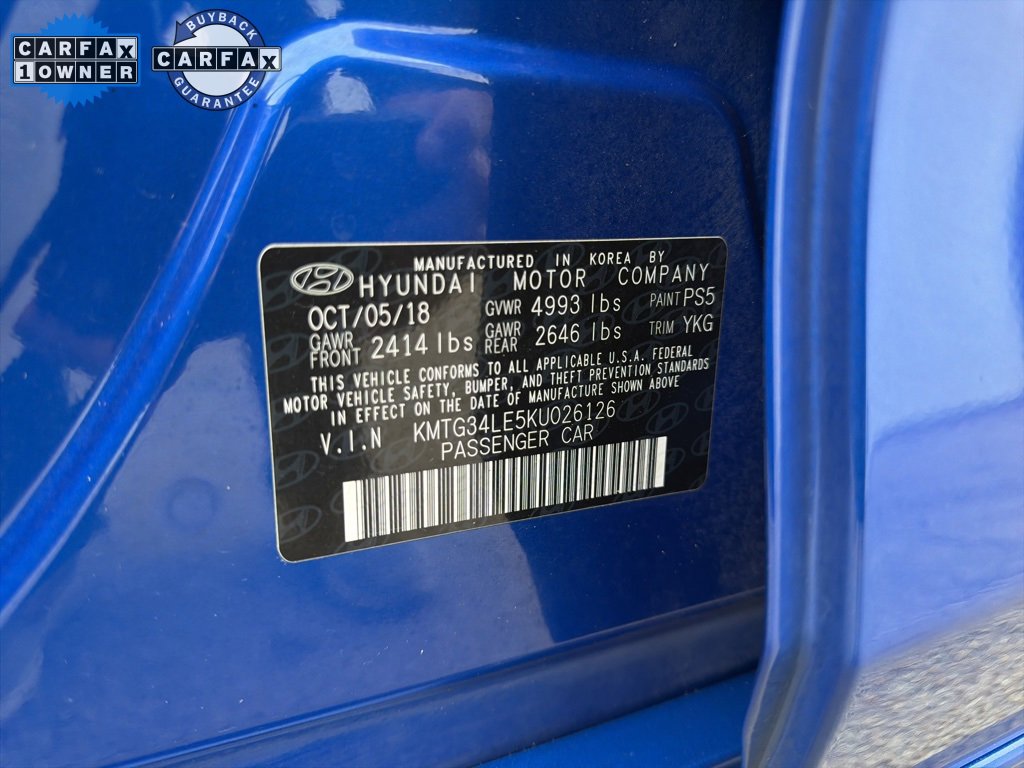 CARFAX
1 OWNER
BUYBACK
CARFAX
GUARANTEE
MANUFACTURED IN KOREA BY
HYUNDAI MOTOR COMPANY
OCT/05/18 GVWR 4993 lbs PAINT PS5
GAWR FRONT 2414 lbs GAWR REAR 2646 lbs TRIM YKG
THIS VEHICLE CONFORMS TO ALL APPLICABLE U.S.A. FEDERAL
MOTOR VEHICLE SAFETY, BUMPER, AND THEFT PREVENTION STANDARDS
IN EFFECT ON THE DATE OF MANUFACTURE SHOWN ABOVE
V.I.N KMTG34LE5KU026126
PASSENGER CAR